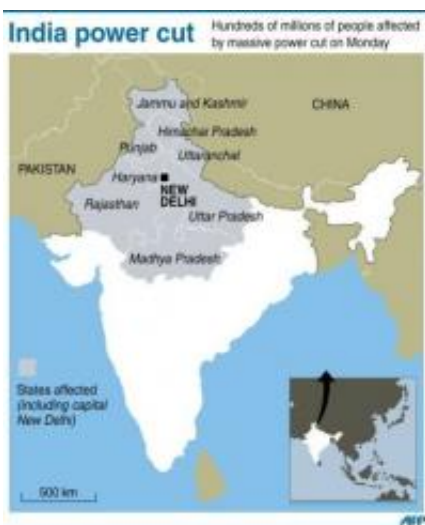 India power cut
Hundreds of millions of people affected
by massive power cut on Monday
Jammu and Kashmir
CHINA
Himachal Pradesh
Punjab
Uttaranchal
PAKISTAN
Haryana
NEW
DELHI
Rajasthan
Uttar Pradesh
Madhya Pradesh
States affected
(including capital
New Delhi)
500 km
AFP